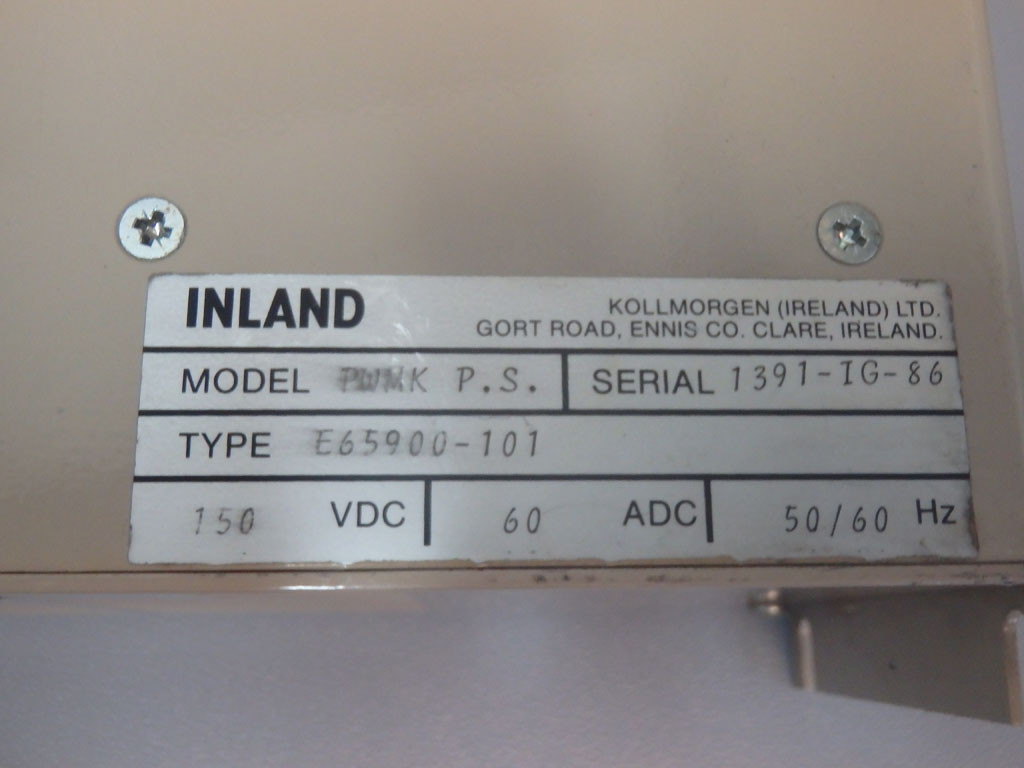 INLAND
KOLLMORGEN (IRELAND) LTD.
GORT ROAD, ENNIS CO. CLARE, IRELAND.
MODEL PWMK P.S. SERIAL 1391-IG-86
TYPE E65900-101
150 VDC 60 ADC 50/60 Hz